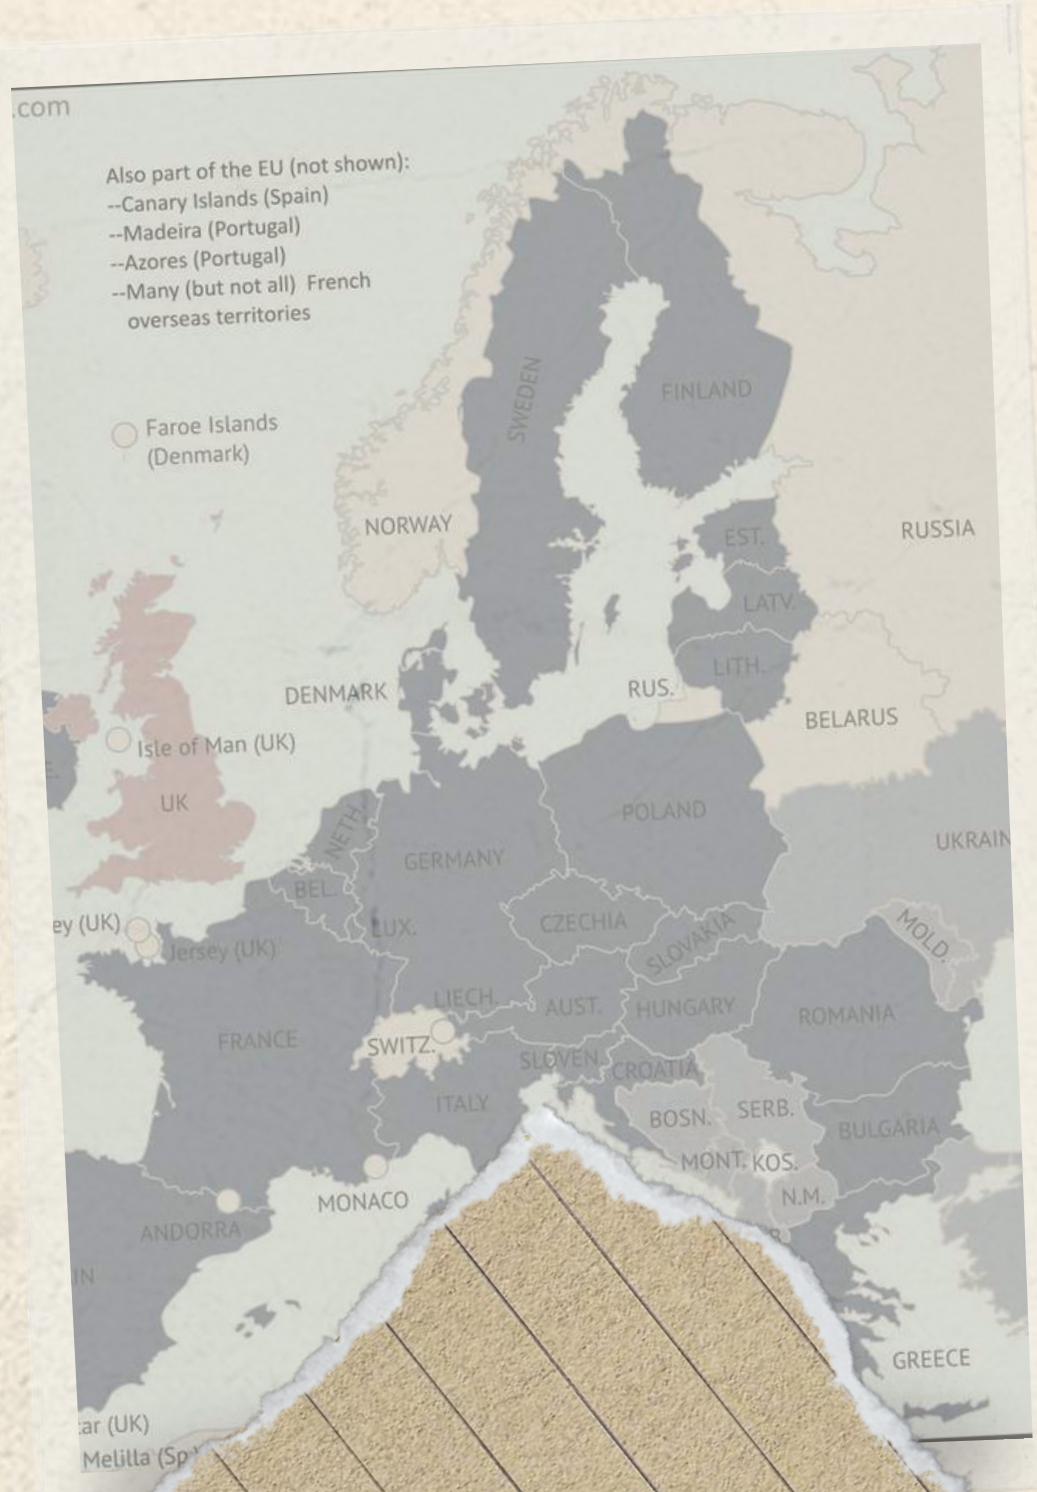 .com
Also part of the EU (not shown):
--Canary Islands (Spain)
--Madeira (Portugal)
--Azores (Portugal)
--Many (but not all) French
overseas territories
SWEDEN
FINLAND
Faroe Islands
(Denmark)
NORWAY
RUSSIA
EST.
LATV.
LITH.
DENMARK
RUS.
BELARUS
Isle of Man (UK)
E.
UK
NETH.
POLAND
UKRAIN
GERMANY
BEL.
ey (UK)
LUX.
CZECHIA
SLOVAKIA
MOLD.
Jersey (UK)
LIECH.
AUST.
HUNGARY
ROMANIA
FRANCE
SWITZ.
SLOVEN.
CROATIA
ITALY
BOSN.
SERB.
BULGARIA
MONT.
KOS.
MONACO
N.M.
ANDORRA
B.
IN
GREECE
ar (UK)
Melilla (Sp.)